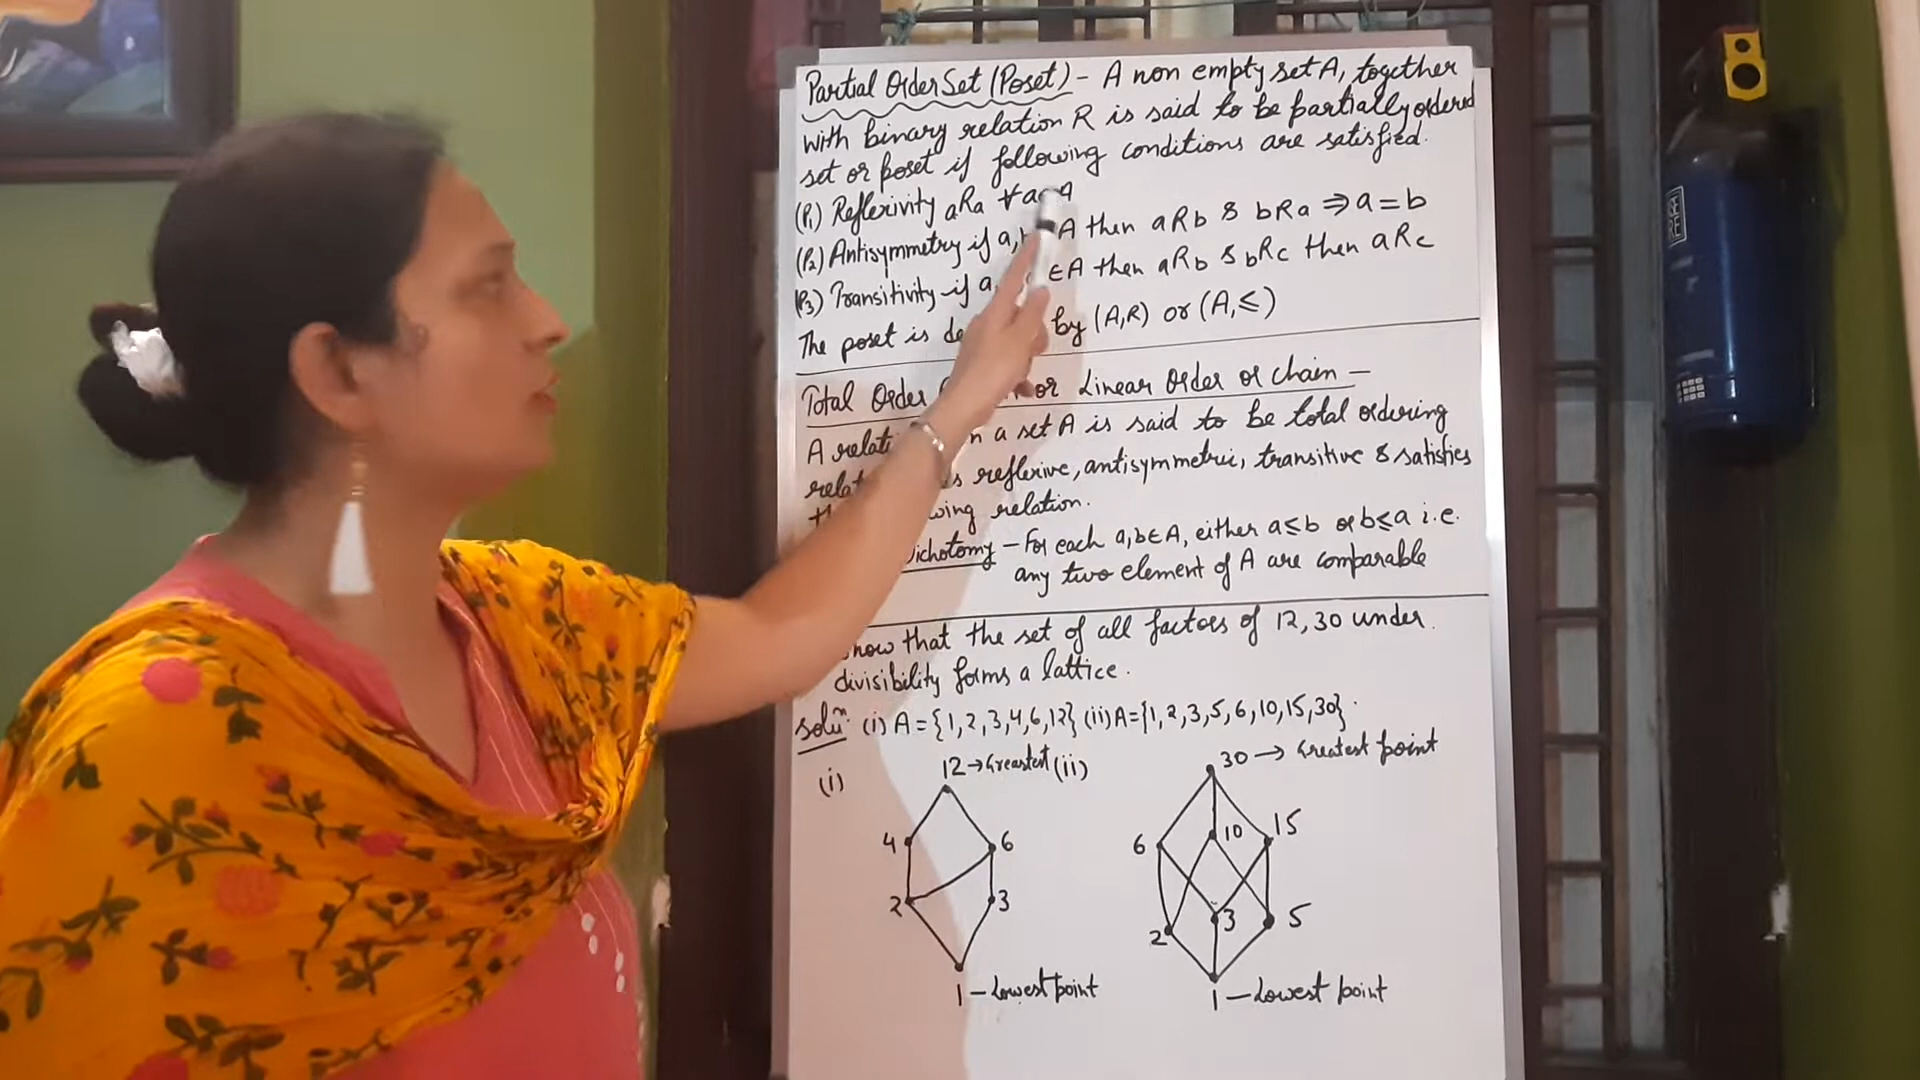 Partial Order Set (Poset) - A non empty set A, together
with binary relation R is said to be partially ordered
set or poset if following conditions are satisfied.
(P1) Reflexivity aRa ∀ a A
(P2) Antisymmetry if a, A then aRb & bRa ⇒ a = b
(P3) Transitivity if a, ∈A then aRb & bRc then aRc
The poset is by (A,R) or (A,≤)
Total Order or Linear Order or Chain -
A a set A is said to be total ordering
reflexive, antisymmetric, transitive & satisfies
relation.
Dichotomy - For each a,b∈A, either a≤b or b≤a i.e.
any two element of A are comparable
that the set of all factors of 12, 30 under
divisibility forms a lattice.
soluⁿ. (i) A = {1,2,3,4,6,12} (ii) A = {1,2,3,5,6,10,15,30}.
(i) 12 → Greastest (ii) 30 → Greatest point
4 6 6 10 15
2 3 2 3 5
1 - Lowest point 1 - Lowest point